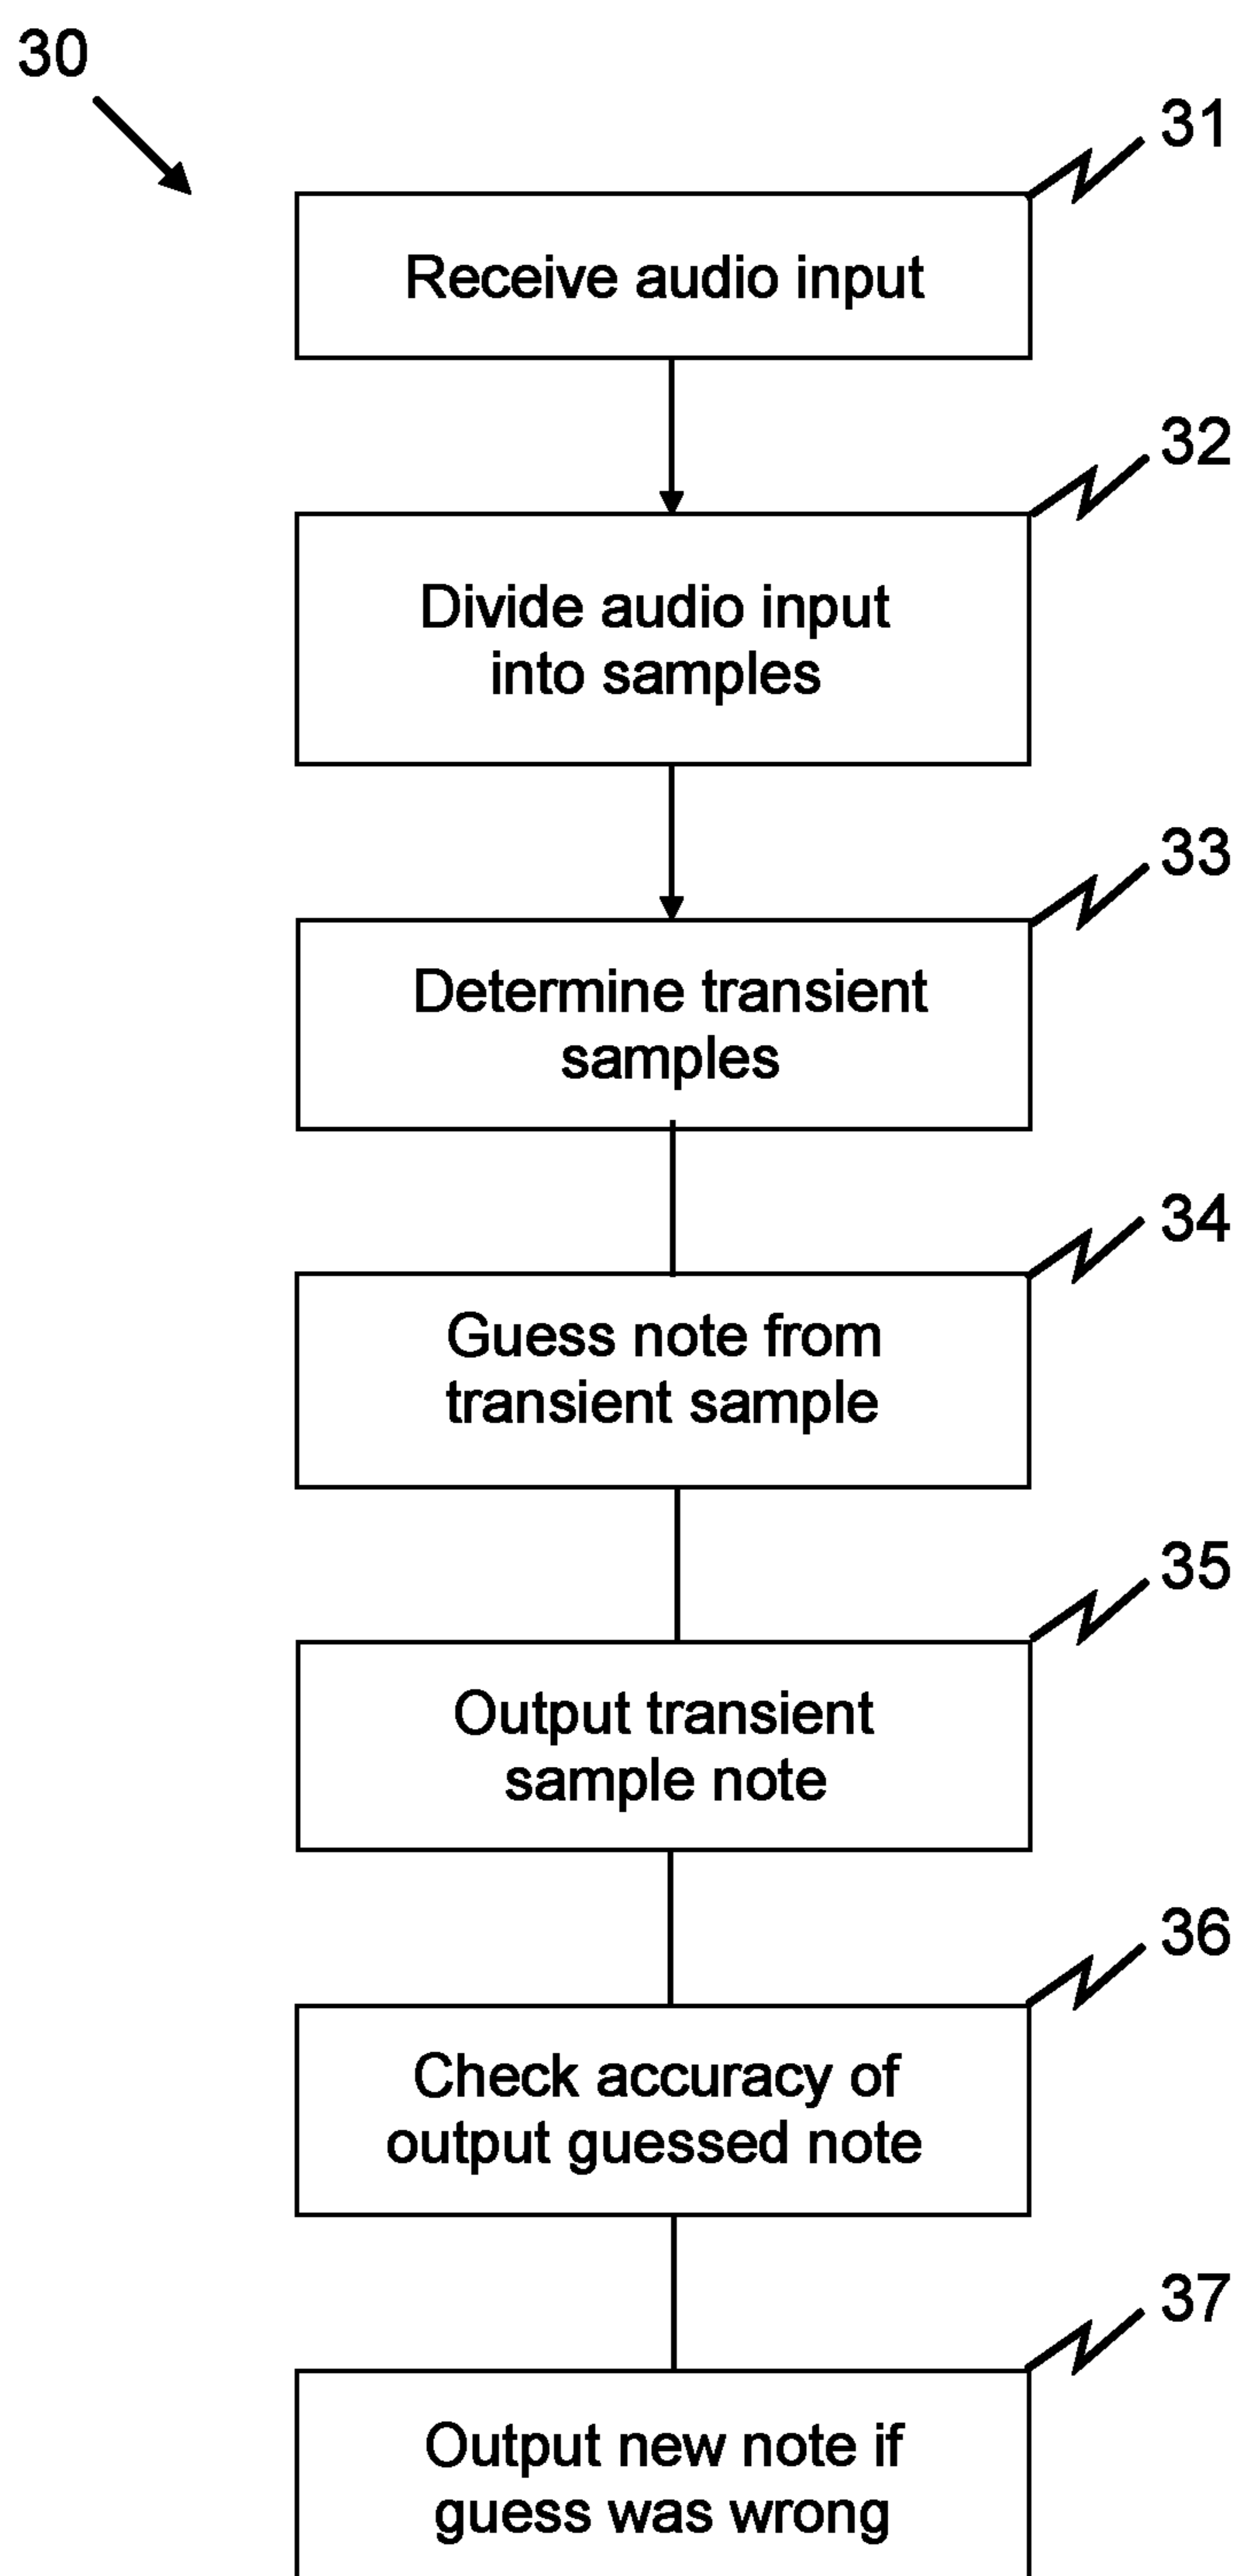 30
31
Receive audio input
32
Divide audio input
into samples
33
Determine transient
samples
34
Guess note from
transient sample
35
Output transient
sample note
36
Check accuracy of
output guessed note
37
Output new note if
guess was wrong